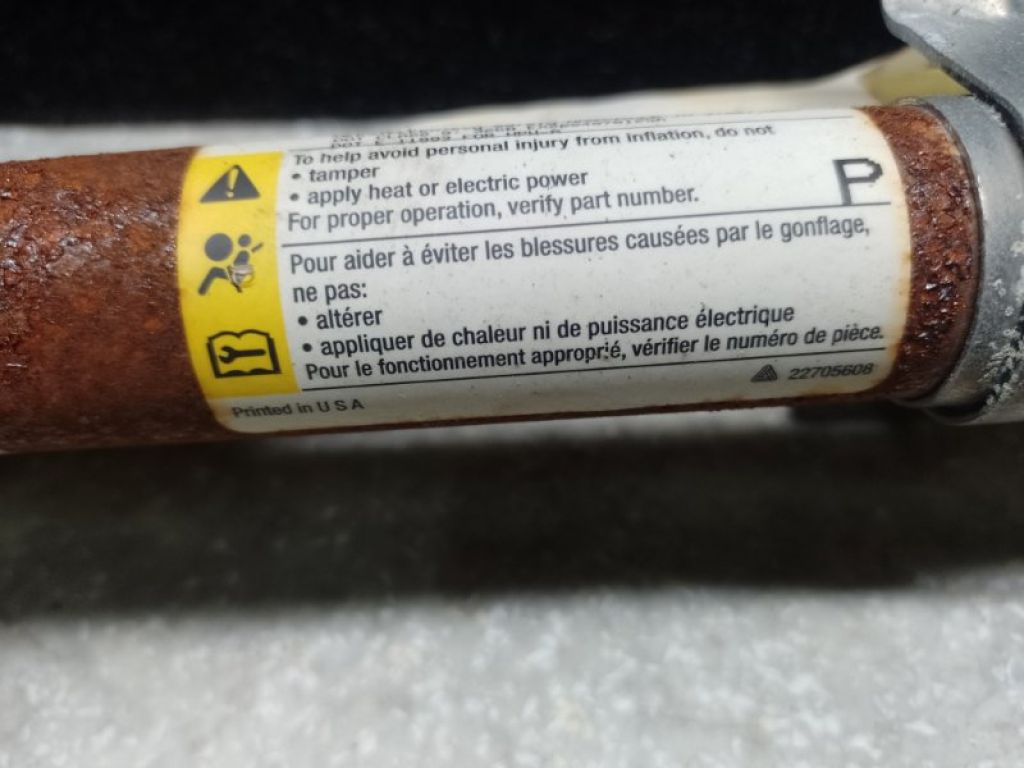 To help avoid personal injury from inflation, do not
• tamper
• apply heat or electric power
For proper operation, verify part number.
P
Pour aider à éviter les blessures causées par le gonflage,
ne pas:
• altérer
• appliquer de chaleur ni de puissance électrique
Pour le fonctionnement approprié, vérifier le numéro de pièce.
22705608
Printed in U S A